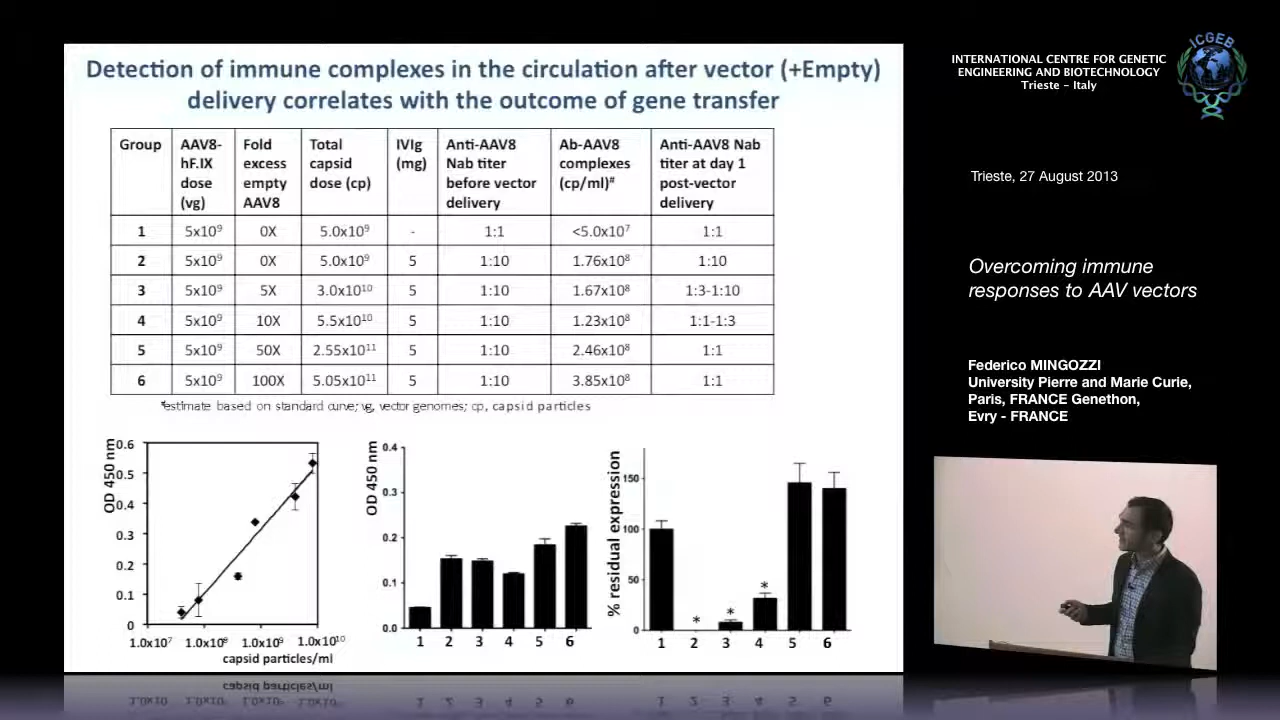 Detection of immune complexes in the circulation after vector (+Empty)
delivery correlates with the outcome of gene transfer
Group AAV8-hF.IX dose (vg) Fold excess empty AAV8 Total capsid dose (cp) IVIg (mg) Anti-AAV8 Nab titer before vector delivery Ab-AAV8 complexes (cp/ml)# Anti-AAV8 Nab titer at day 1 post-vector delivery
1 5x10⁹ 0X 5.0x10⁹ - 1:1 <5.0x10⁷ 1:1
2 5x10⁹ 0X 5.0x10⁹ 5 1:10 1.76x10⁸ 1:10
3 5x10⁹ 5X 3.0x10¹⁰ 5 1:10 1.67x10⁸ 1:3-1:10
4 5x10⁹ 10X 5.5x10¹⁰ 5 1:10 1.23x10⁸ 1:1-1:3
5 5x10⁹ 50X 2.55x10¹¹ 5 1:10 2.46x10⁸ 1:1
6 5x10⁹ 100X 5.05x10¹¹ 5 1:10 3.85x10⁸ 1:1
#estimate based on standard curve; vg, vector genomes; cp, capsid particles
OD 450 nm
0.6
0.5
0.4
0.3
0.2
0.1
0
1.0x10⁷ 1.0x10⁸ 1.0x10⁹ 1.0x10¹⁰
capsid particles/ml
OD 450 nm
0.4
0.3
0.2
0.1
0.0
1 2 3 4 5 6
% residual expression
150
100
50
0
* * *
1 2 3 4 5 6
INTERNATIONAL CENTRE FOR GENETIC
ENGINEERING AND BIOTECHNOLOGY
Trieste - Italy
ICGEB
Trieste, 27 August 2013
Overcoming immune
responses to AAV vectors
Federico MINGOZZI
University Pierre and Marie Curie,
Paris, FRANCE Genethon,
Evry - FRANCE